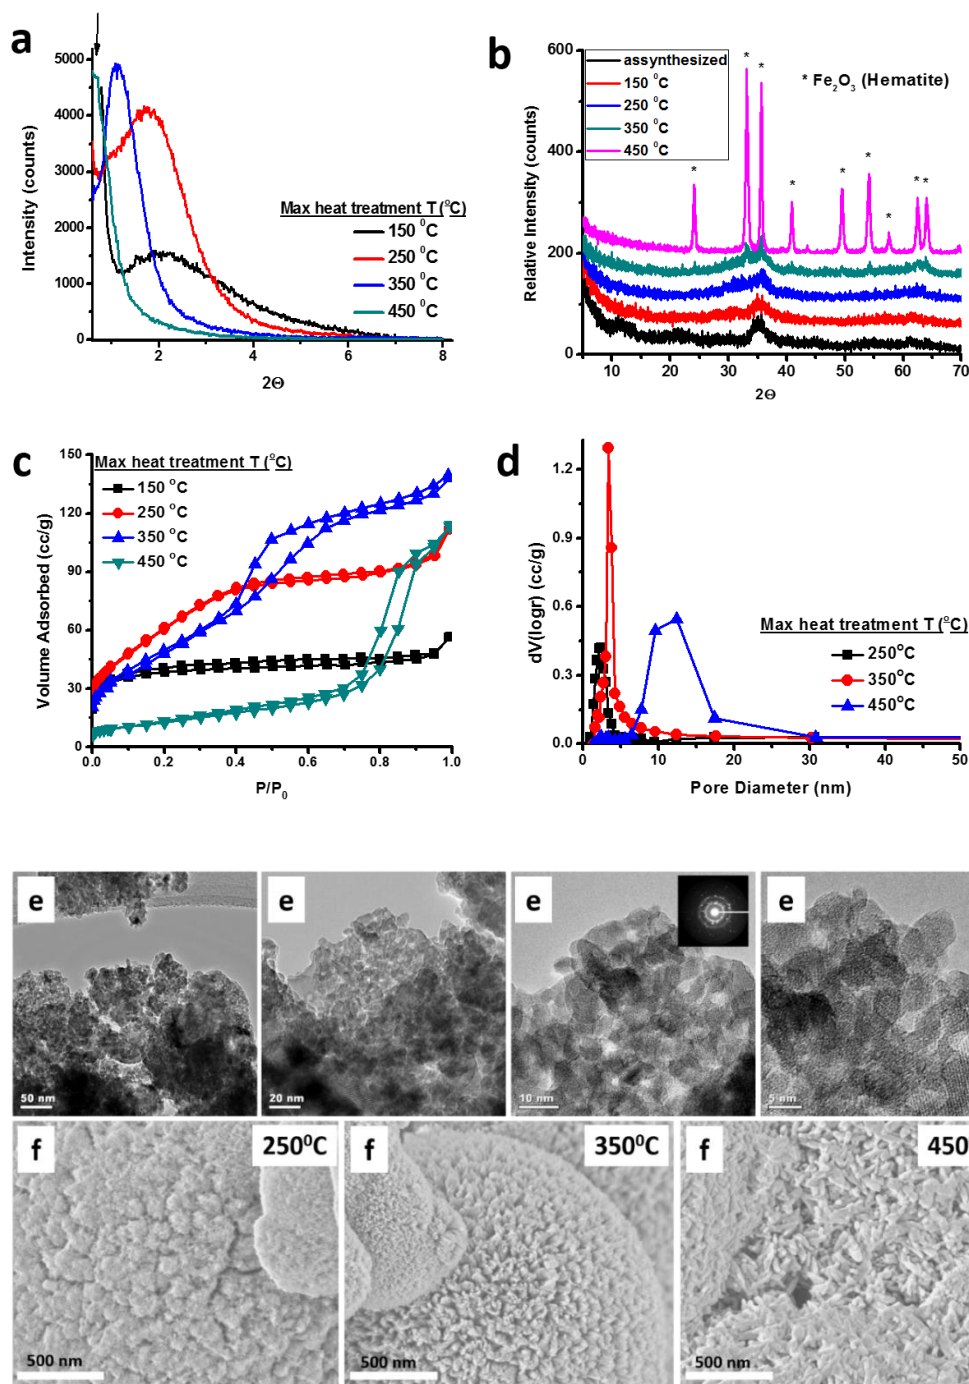 a
5000
4000
3000
2000
1000
0
2
4
6
8
Intensity (counts)
2Θ
Max heat treatment T (°C)
150 °C
250 °C
350 °C
450 °C
b
600
400
200
0
10
20
30
40
50
60
70
Relative Intensity (counts)
2Θ
assynthesized
150 °C
250 °C
350 °C
450 °C
* Fe₂O₃ (Hematite)
* * * * * * * * *
c
150
120
90
60
30
0
0.0
0.2
0.4
0.6
0.8
1.0
Volume Adsorbed (cc/g)
P/P₀
Max heat treatment T (°C)
150 °C
250 °C
350 °C
450 °C
d
1.2
0.9
0.6
0.3
0.0
0
10
20
30
40
50
dV(logr) (cc/g)
Pore Diameter (nm)
Max heat treatment T (°C)
250°C
350°C
450°C
e
50 nm
e
20 nm
e
10 nm
e
5 nm
f
250⁰C
500 nm
f
350⁰C
500 nm
f
450
500 nm